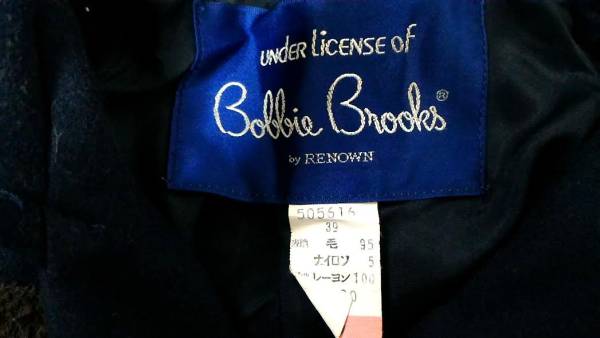 under license of
Bobbie Brooks®
by RENOWN
505616
39
毛 95
ナイロン 5
レーヨン 100